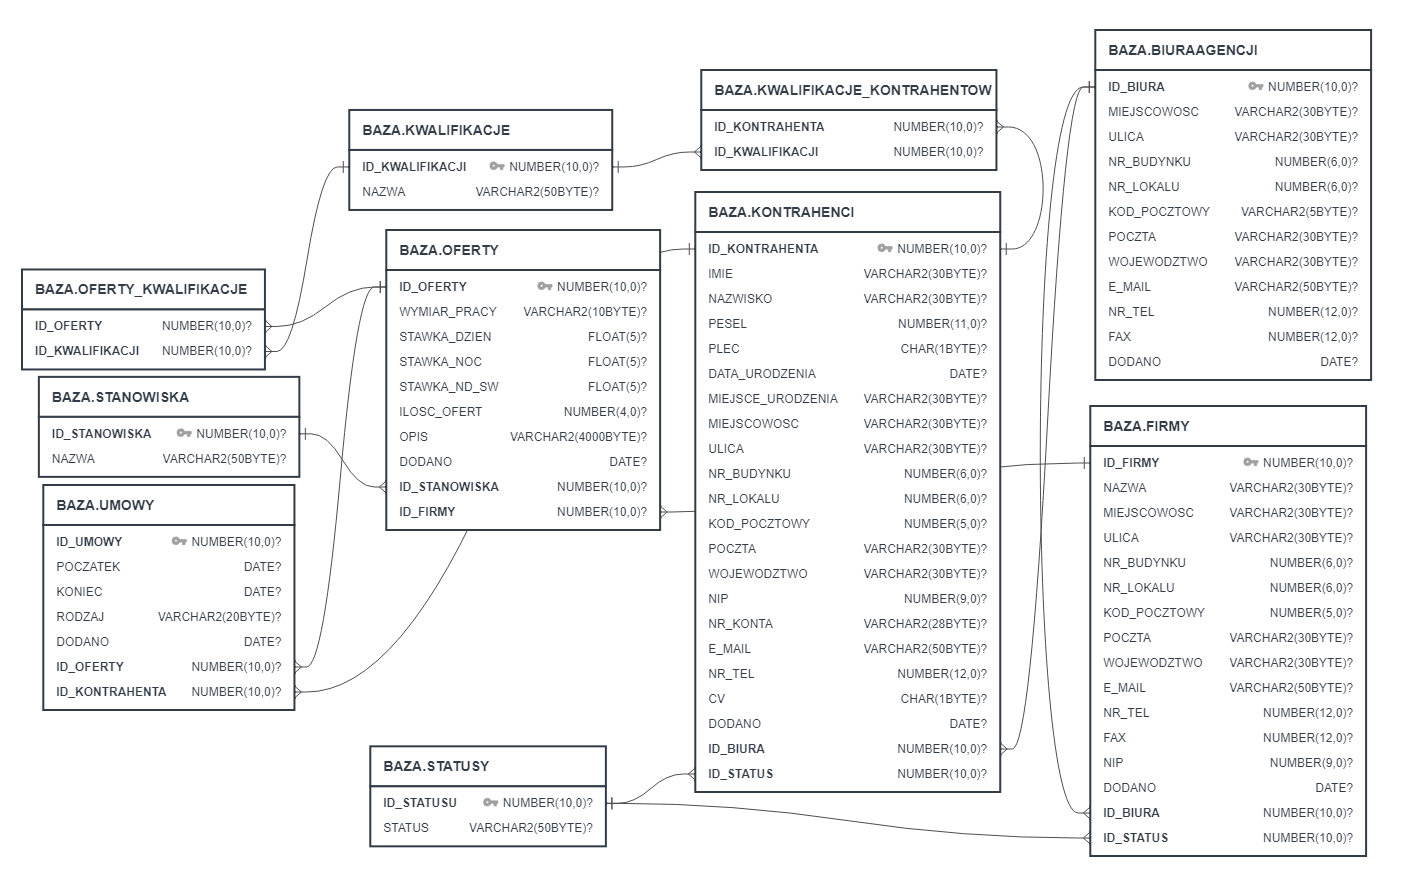 BAZA.BIURAAGENCJI
ID_BIURA NUMBER(10,0)?
MIEJSCOWOSC VARCHAR2(30BYTE)?
ULICA VARCHAR2(30BYTE)?
NR_BUDYNKU NUMBER(6,0)?
NR_LOKALU NUMBER(6,0)?
KOD_POCZTOWY VARCHAR2(5BYTE)?
POCZTA VARCHAR2(30BYTE)?
WOJEWODZTWO VARCHAR2(30BYTE)?
E_MAIL VARCHAR2(50BYTE)?
NR_TEL NUMBER(12,0)?
FAX NUMBER(12,0)?
DODANO DATE?
BAZA.KWALIFIKACJE_KONTRAHENTOW
ID_KONTRAHENTA NUMBER(10,0)?
ID_KWALIFIKACJI NUMBER(10,0)?
BAZA.KWALIFIKACJE
ID_KWALIFIKACJI NUMBER(10,0)?
NAZWA VARCHAR2(50BYTE)?
BAZA.KONTRAHENCI
ID_KONTRAHENTA NUMBER(10,0)?
IMIE VARCHAR2(30BYTE)?
NAZWISKO VARCHAR2(30BYTE)?
PESEL NUMBER(11,0)?
PLEC CHAR(1BYTE)?
DATA_URODZENIA DATE?
MIEJSCE_URODZENIA VARCHAR2(30BYTE)?
MIEJSCOWOSC VARCHAR2(30BYTE)?
ULICA VARCHAR2(30BYTE)?
NR_BUDYNKU NUMBER(6,0)?
NR_LOKALU NUMBER(6,0)?
KOD_POCZTOWY NUMBER(5,0)?
POCZTA VARCHAR2(30BYTE)?
WOJEWODZTWO VARCHAR2(30BYTE)?
NIP NUMBER(9,0)?
NR_KONTA VARCHAR2(28BYTE)?
E_MAIL VARCHAR2(50BYTE)?
NR_TEL NUMBER(12,0)?
CV CHAR(1BYTE)?
DODANO DATE?
ID_BIURA NUMBER(10,0)?
ID_STATUS NUMBER(10,0)?
BAZA.OFERTY
ID_OFERTY NUMBER(10,0)?
WYMIAR_PRACY VARCHAR2(10BYTE)?
STAWKA_DZIEN FLOAT(5)?
STAWKA_NOC FLOAT(5)?
STAWKA_ND_SW FLOAT(5)?
ILOSC_OFERT NUMBER(4,0)?
OPIS VARCHAR2(4000BYTE)?
DODANO DATE?
ID_STANOWISKA NUMBER(10,0)?
ID_FIRMY NUMBER(10,0)?
BAZA.OFERTY_KWALIFIKACJE
ID_OFERTY NUMBER(10,0)?
ID_KWALIFIKACJI NUMBER(10,0)?
BAZA.STANOWISKA
ID_STANOWISKA NUMBER(10,0)?
NAZWA VARCHAR2(50BYTE)?
BAZA.UMOWY
ID_UMOWY NUMBER(10,0)?
POCZATEK DATE?
KONIEC DATE?
RODZAJ VARCHAR2(20BYTE)?
DODANO DATE?
ID_OFERTY NUMBER(10,0)?
ID_KONTRAHENTA NUMBER(10,0)?
BAZA.FIRMY
ID_FIRMY NUMBER(10,0)?
NAZWA VARCHAR2(30BYTE)?
MIEJSCOWOSC VARCHAR2(30BYTE)?
ULICA VARCHAR2(30BYTE)?
NR_BUDYNKU NUMBER(6,0)?
NR_LOKALU NUMBER(6,0)?
KOD_POCZTOWY NUMBER(5,0)?
POCZTA VARCHAR2(30BYTE)?
WOJEWODZTWO VARCHAR2(30BYTE)?
E_MAIL VARCHAR2(50BYTE)?
NR_TEL NUMBER(12,0)?
FAX NUMBER(12,0)?
NIP NUMBER(9,0)?
DODANO DATE?
ID_BIURA NUMBER(10,0)?
ID_STATUS NUMBER(10,0)?
BAZA.STATUSY
ID_STATUSU NUMBER(10,0)?
STATUS VARCHAR2(50BYTE)?